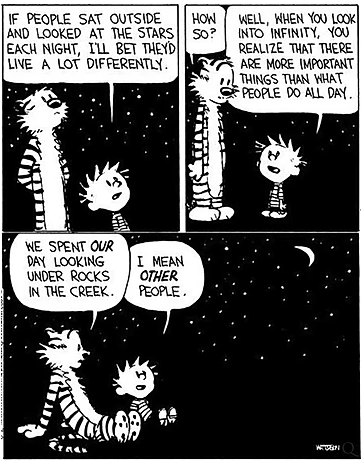 IF PEOPLE SAT OUTSIDE
AND LOOKED AT THE STARS
EACH NIGHT, I'LL BET THEY'D
LIVE A LOT DIFFERENTLY.
HOW
SO?
WELL, WHEN YOU LOOK
INTO INFINITY, YOU
REALIZE THAT THERE
ARE MORE IMPORTANT
THINGS THAN WHAT
PEOPLE DO ALL DAY.
WE SPENT OUR
DAY LOOKING
UNDER ROCKS
IN THE CREEK.
I MEAN
OTHER
PEOPLE.